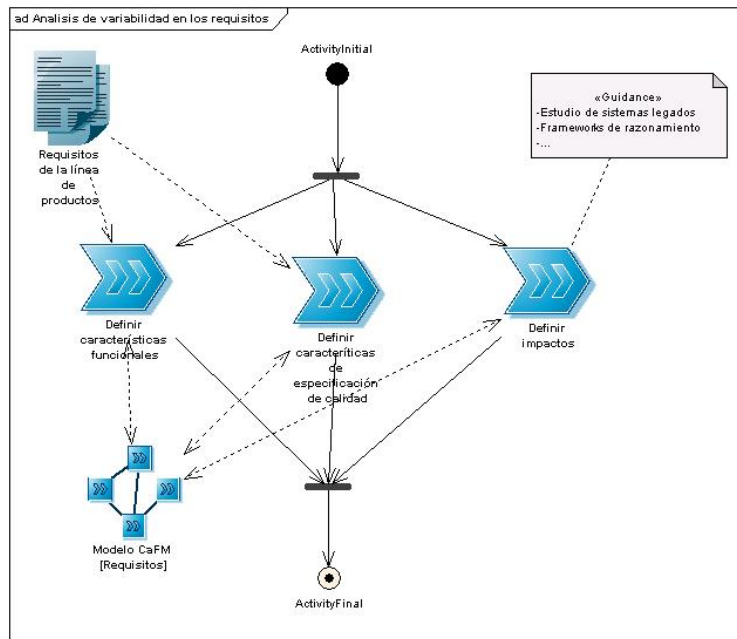 ad Analisis de variabilidad en los requisitos
ActivityInitial
«Guidance»
-Estudio de sistemas legados
-Frameworks de razonamiento
-...
Requisitos
de la línea
de
productos
Definir
características
funcionales
Definir
caracteríticas
de
especificación
de calidad
Definir
impactos
Modelo CaFM
[Requisitos]
ActivityFinal